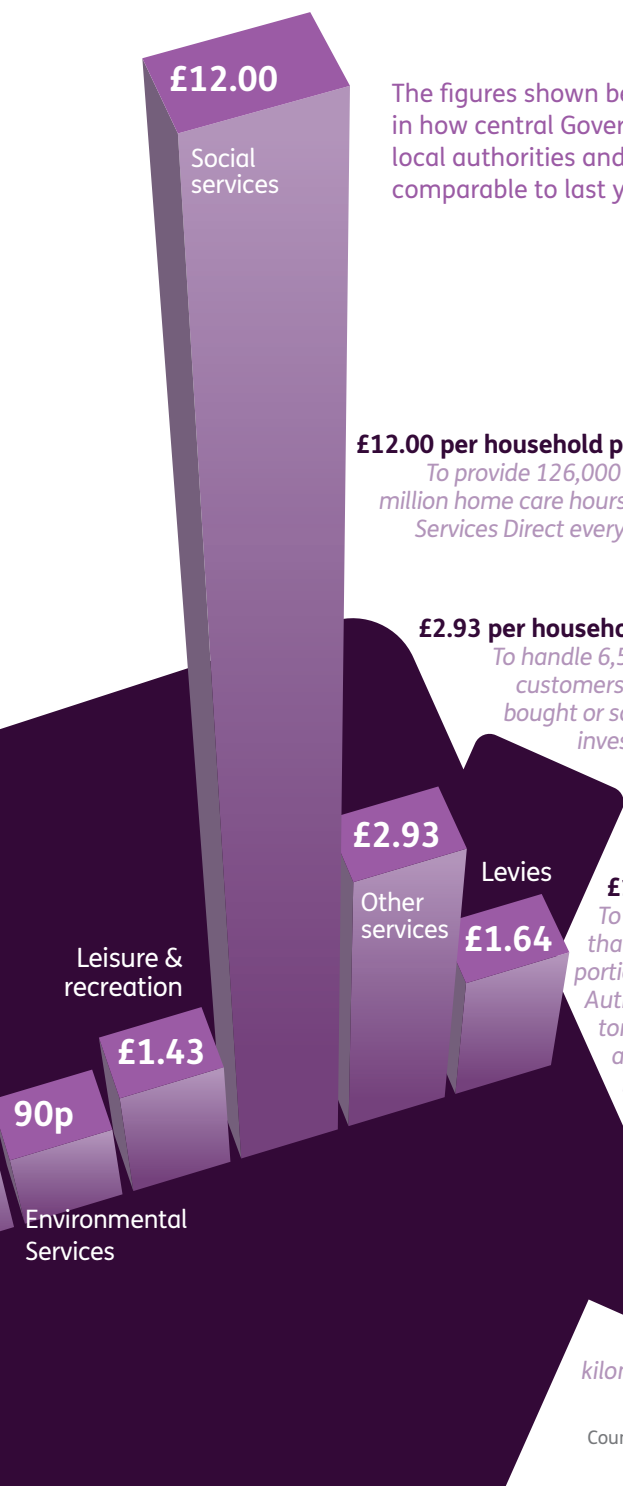 £12.00
Social
services
The figures shown be
in how central Gover
local authorities and
comparable to last y
£12.00 per household p
To provide 126,000
million home care hours
Services Direct every
£2.93 per househo
To handle 6,5
customers
bought or so
inves
£2.93
Other
services
Levies
£1.64
£
To
tha
portio
Aut
tor
a
Leisure &
recreation
£1.43
90p
Environmental
Services
kilor
Cour